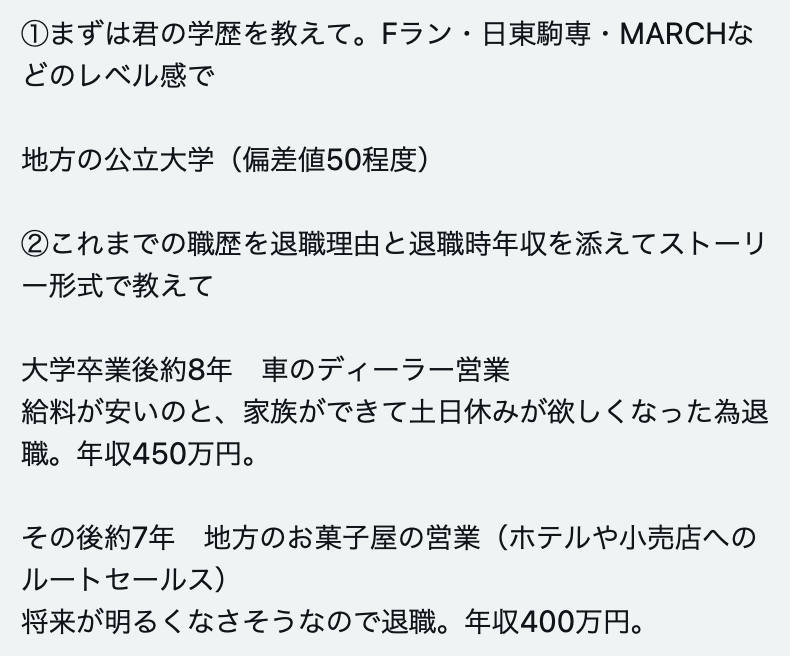 ①まずは君の学歴を教えて。Fラン・日東駒専・MARCHな
どのレベル感で
地方の公立大学（偏差値50程度）
②これまでの職歴を退職理由と退職時年収を添えてストーリ
ー形式で教えて
大学卒業後約8年　車のディーラー営業
給料が安いのと、家族ができて土日休みが欲しくなった為退
職。年収450万円。
その後約7年　地方のお菓子屋の営業（ホテルや小売店への
ルートセールス）
将来が明るくなさそうなので退職。年収400万円。